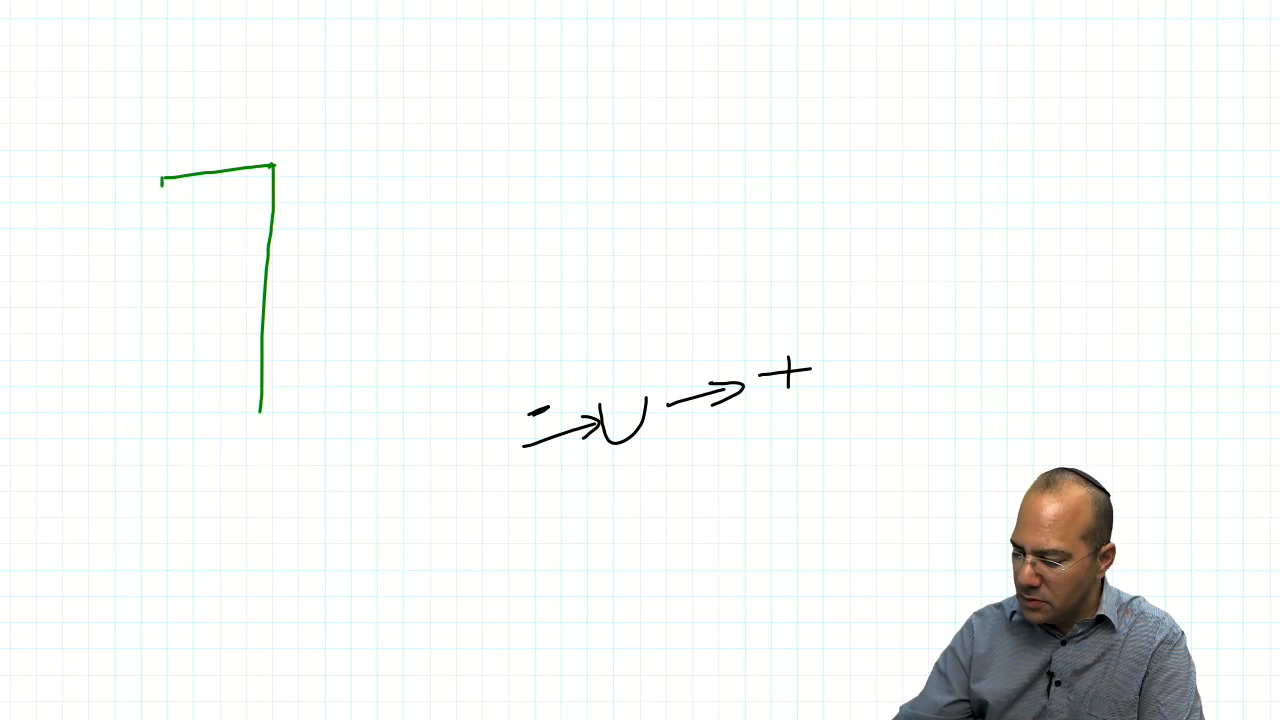 - → U → +